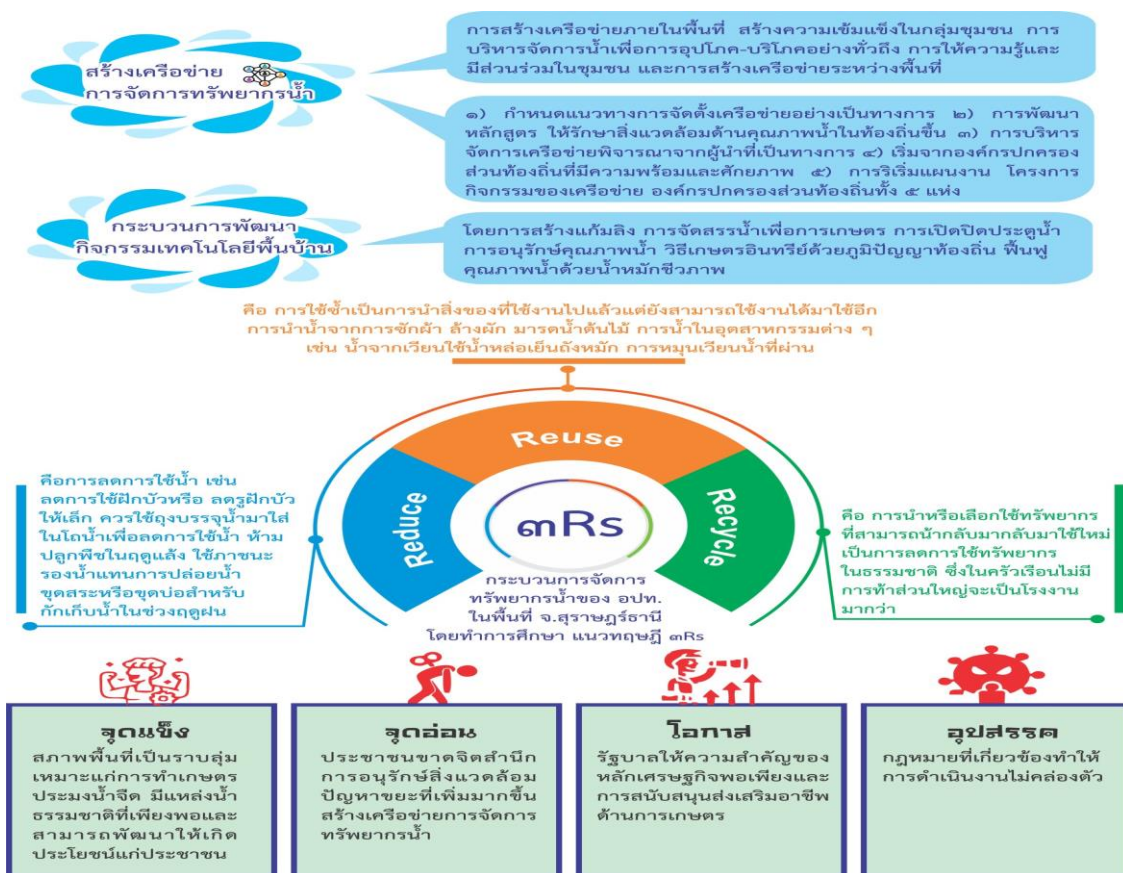 สร้างเครือข่าย
การจัดการทรัพยากรน้ำ
การสร้างเครือข่ายภายในพื้นที่ สร้างความเข้มแข็งในกลุ่มชุมชน การ
บริหารจัดการน้ำเพื่อการอุปโภค-บริโภคอย่างทั่วถึง การให้ความรู้และ
มีส่วนร่วมในชุมชน และการสร้างเครือข่ายระหว่างพื้นที่
๑) กำหนดแนวทางการจัดตั้งเครือข่ายอย่างเป็นทางการ ๒) การพัฒนา
หลักสูตร ให้รักษาสิ่งแวดล้อมด้านคุณภาพน้ำในท้องถิ่นขึ้น ๓) การบริหาร
จัดการเครือข่ายพิจารณาจากผู้นำที่เป็นทางการ ๔) เริ่มจากองค์กรปกครอง
ส่วนท้องถิ่นที่มีความพร้อมและศักยภาพ ๕) การริเริ่มแผนงาน โครงการ
กิจกรรมของเครือข่าย องค์กรปกครองส่วนท้องถิ่นทั้ง ๕ แห่ง
กระบวนการพัฒนา
กิจกรรมเทคโนโลยีพื้นบ้าน
โดยการสร้างแก้มลิง การจัดสรรน้ำเพื่อการเกษตร การเปิดปิดประตูน้ำ
การอนุรักษ์คุณภาพน้ำ วิธีเกษตรอินทรีย์ด้วยภูมิปัญญาท้องถิ่น ฟื้นฟู
คุณภาพน้ำด้วยน้ำหมักชีวภาพ
คือ การใช้ซ้ำเป็นการนำสิ่งของที่ใช้งานไปแล้วแต่ยังสามารถใช้งานได้มาใช้อีก
การนำน้ำจากการซักผ้า ล้างผัก มารดน้ำต้นไม้ การน้ำในอุตสาหกรรมต่าง ๆ
เช่น น้ำจากเวียนใช้น้ำหล่อเย็นถังหมัก การหมุนเวียนน้ำที่ผ่าน
Reuse
Reduce
Recycle
๓Rs
คือการลดการใช้น้ำ เช่น
ลดการใช้ฝักบัวหรือ ลดรูฝักบัว
ให้เล็ก ควรใช้ถุงบรรจุน้ำมาใส่
ในโถน้ำเพื่อลดการใช้น้ำ ห้าม
ปลูกพืชในฤดูแล้ง ใช้ภาชนะ
รองน้ำแทนการปล่อยน้ำ
ขุดสระหรือขุดบ่อสำหรับ
กักเก็บน้ำในช่วงฤดูฝน
คือ การนำหรือเลือกใช้ทรัพยากร
ที่สามารถน้ากลับมากลับมาใช้ใหม่
เป็นการลดการใช้ทรัพยากร
ในธรรมชาติ ซึ่งในครัวเรือนไม่มี
การท้าส่วนใหญ่จะเป็นโรงงาน
มากว่า
กระบวนการจัดการ
ทรัพยากรน้ำของ อปท.
ในพื้นที่ จ.สุราษฎร์ธานี
โดยทำการศึกษา แนวทฤษฎี ๓Rs
จุดแข็ง
สภาพพื้นที่เป็นราบลุ่ม
เหมาะแก่การทำเกษตร
ประมงน้ำจืด มีแหล่งน้ำ
ธรรมชาติที่เพียงพอและ
สามารถพัฒนาให้เกิด
ประโยชน์แก่ประชาชน
จุดอ่อน
ประชาชนขาดจิตสำนึก
การอนุรักษ์สิ่งแวดล้อม
ปัญหาขยะที่เพิ่มมากขึ้น
สร้างเครือข่ายการจัดการ
ทรัพยากรน้ำ
โอกาส
รัฐบาลให้ความสำคัญของ
หลักเศรษฐกิจพอเพียงและ
การสนับสนุนส่งเสริมอาชีพ
ด้านการเกษตร
อุปสรรค
กฎหมายที่เกี่ยวข้องทำให้
การดำเนินงานไม่คล่องตัว